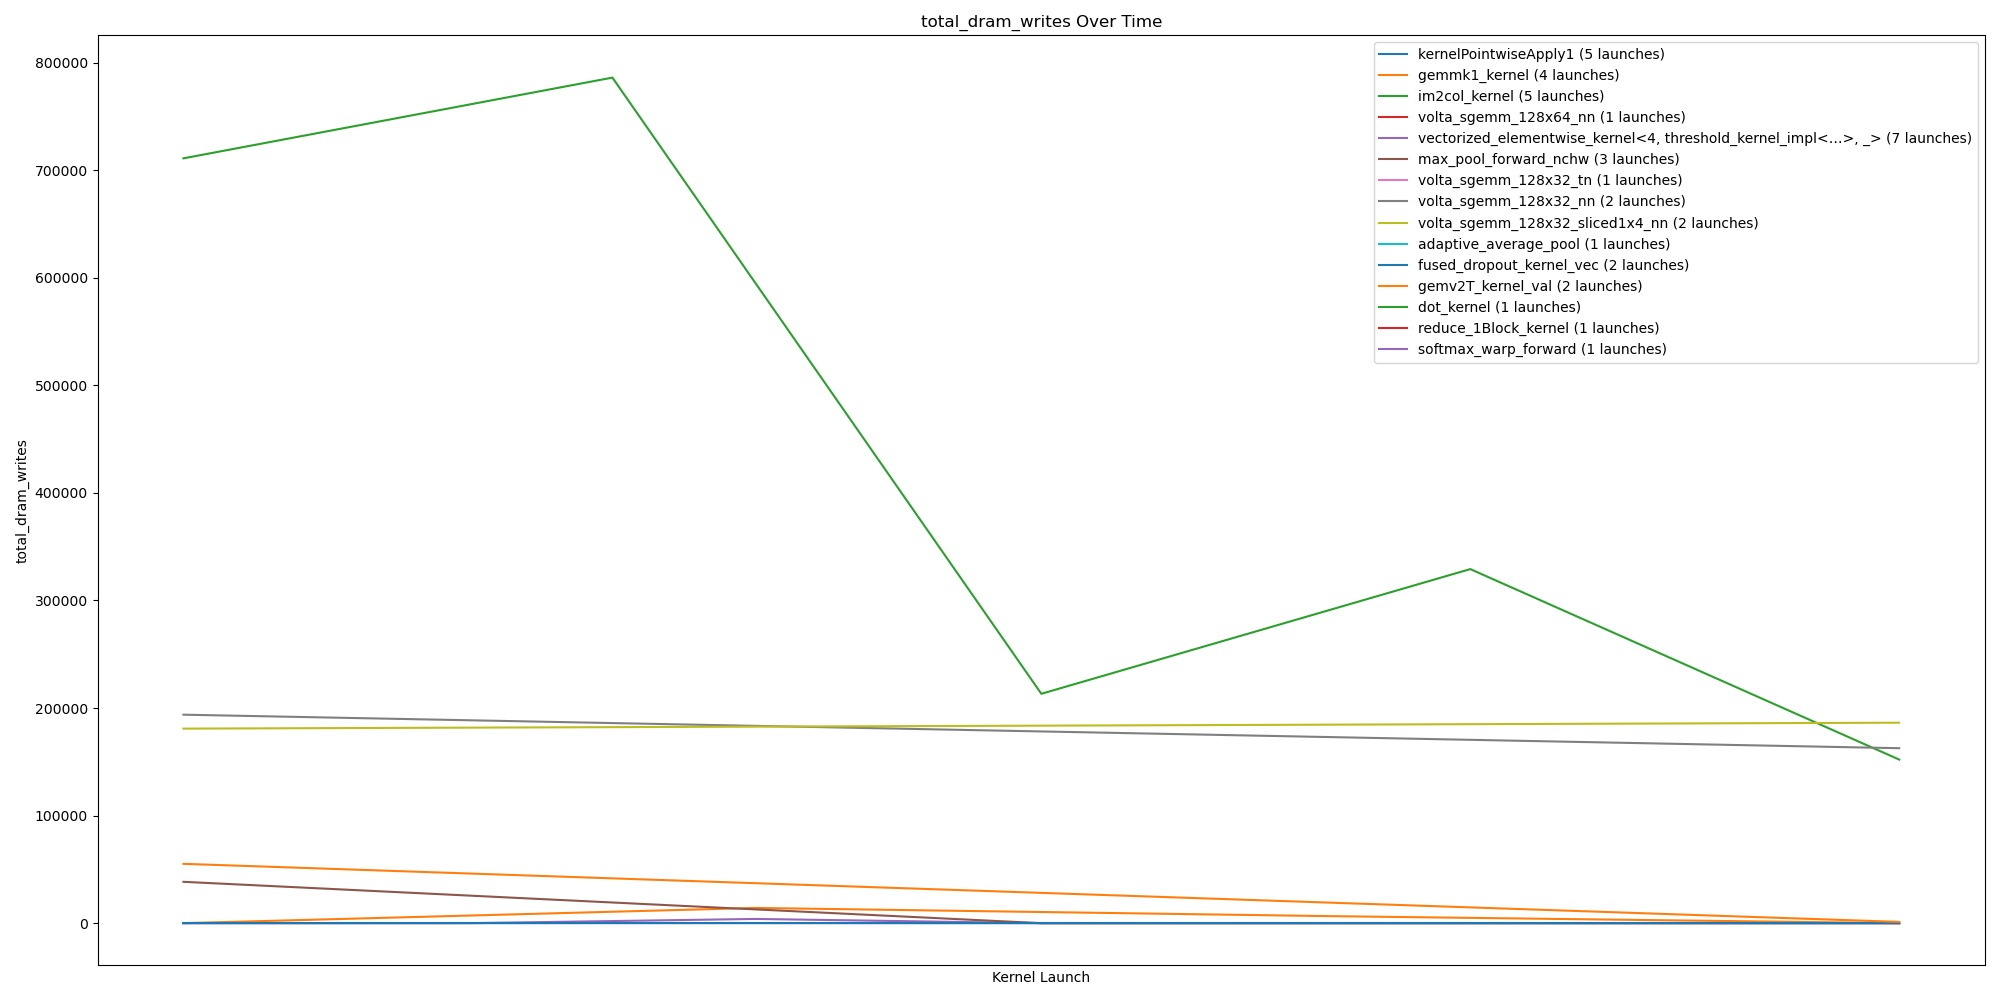 total_dram_writes Over Time
800000
700000
600000
500000
400000
300000
200000
100000
0
total_dram_writes
Kernel Launch
kernelPointwiseApply1 (5 launches)
gemmk1_kernel (4 launches)
im2col_kernel (5 launches)
volta_sgemm_128x64_nn (1 launches)
vectorized_elementwise_kernel<4, threshold_kernel_impl<...>, _> (7 launches)
max_pool_forward_nchw (3 launches)
volta_sgemm_128x32_tn (1 launches)
volta_sgemm_128x32_nn (2 launches)
volta_sgemm_128x32_sliced1x4_nn (2 launches)
adaptive_average_pool (1 launches)
fused_dropout_kernel_vec (2 launches)
gemv2T_kernel_val (2 launches)
dot_kernel (1 launches)
reduce_1Block_kernel (1 launches)
softmax_warp_forward (1 launches)